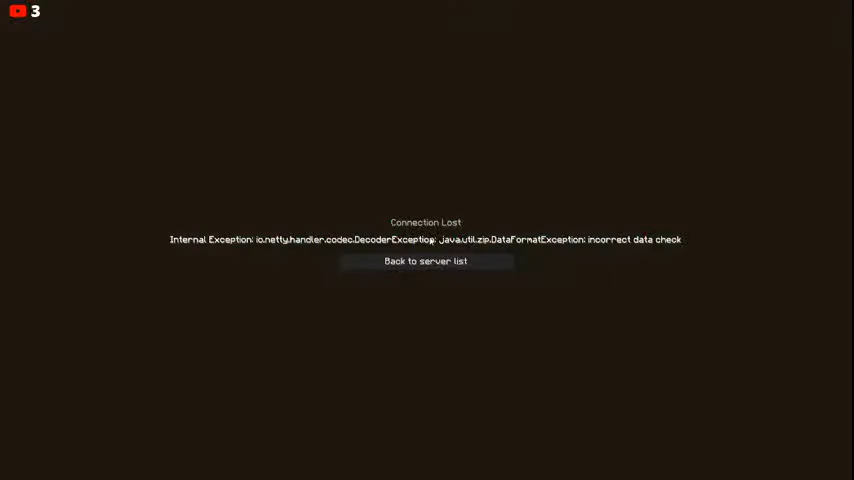 3
Connection Lost
Internal Exception: io.netty.handler.codec.DecoderException: java.util.zip.DataFormatException: incorrect data check
Back to server list